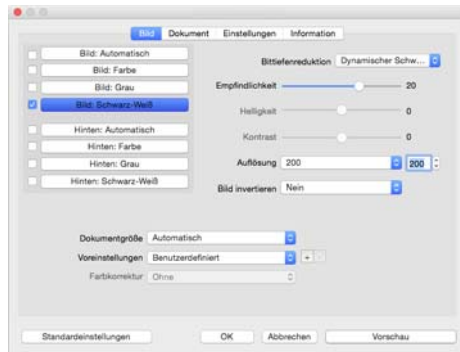 Bild Dokument Einstellungen Information
Bild: Automatisch
Bild: Farbe
Bild: Grau
Bild: Schwarz-Weiß
Hinten: Automatisch
Hinten: Farbe
Hinten: Grau
Hinten: Schwarz-Weiß
Bittiefenreduktion Dynamischer Schw...
Empfindlichkeit 20
Helligkeit 0
Kontrast 0
Auflösung 200 200
Bild invertieren Nein
Dokumentgröße Automatisch
Voreinstellungen Benutzerdefiniert + -
Farbkorrektur Ohne
Standardeinstellungen OK Abbrechen Vorschau